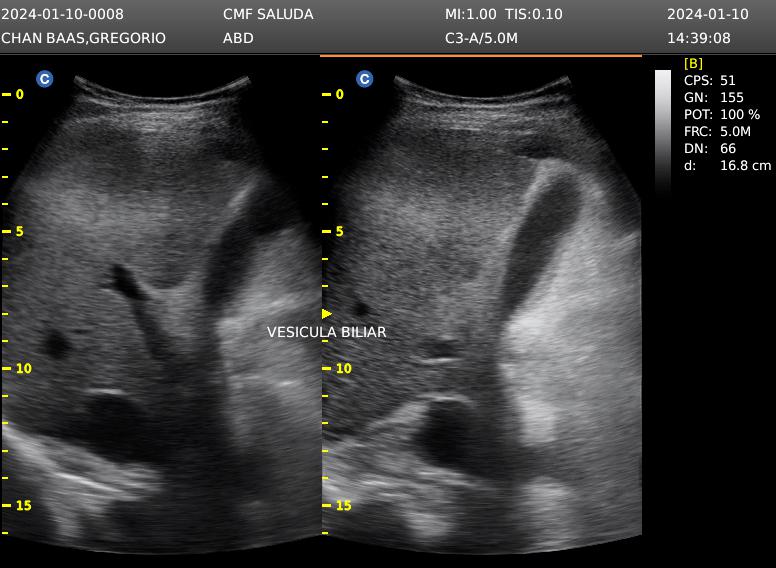 2024-01-10-0008 CMF SALUDA MI:1.00 TIS:0.10 2024-01-10
CHAN BAAS,GREGORIO ABD C3-A/5.0M 14:39:08
C C
[B]
CPS: 51
GN: 155
POT: 100 %
FRC: 5.0M
DN: 66
d: 16.8 cm
0 0
5 5
VESICULA BILIAR
10 10
15 15